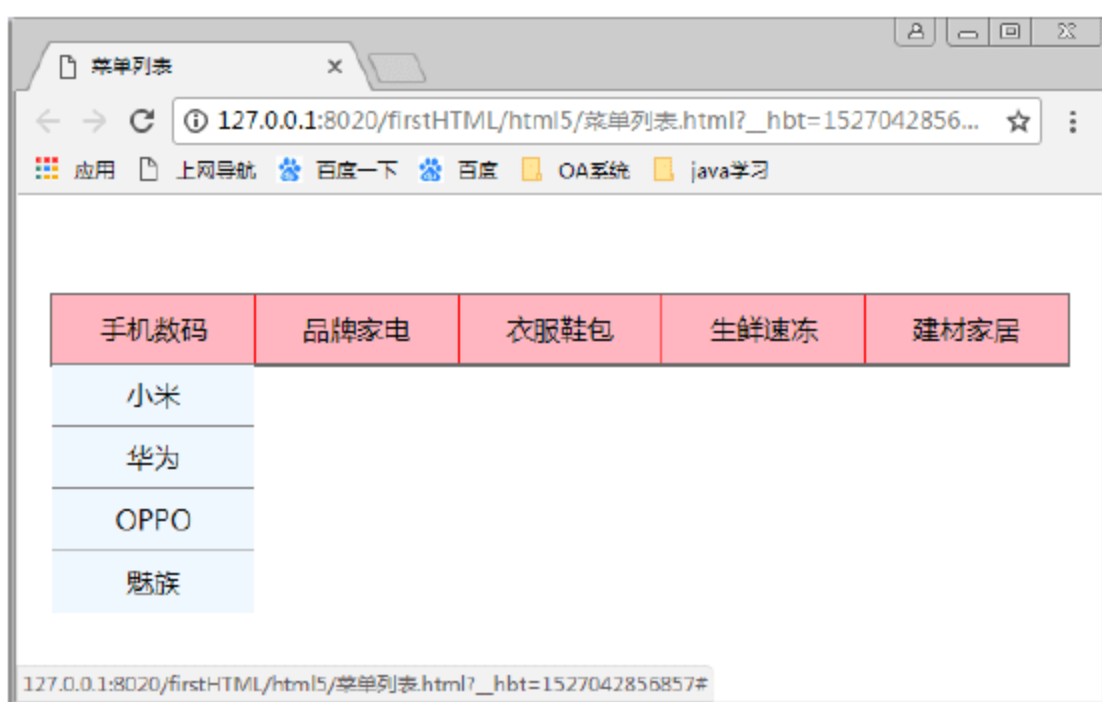 菜单列表
127.0.0.1:8020/firstHTML/html5/菜单列表.html?__hbt=1527042856...
应用 上网导航 百度一下 百度 OA系统 java学习
手机数码 品牌家电 衣服鞋包 生鲜速冻 建材家居
小米
华为
OPPO
魅族
127.0.0.1:8020/firstHTML/html5/菜单列表.html?__hbt=1527042856857#